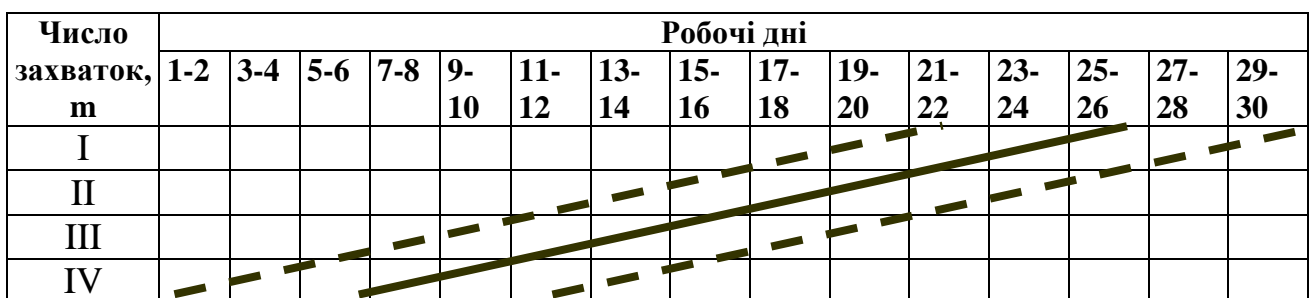 Число захваток, m Робочі дні
1-2 3-4 5-6 7-8 9-10 11-12 13-14 15-16 17-18 19-20 21-22 23-24 25-26 27-28 29-30
I
II
III
IV